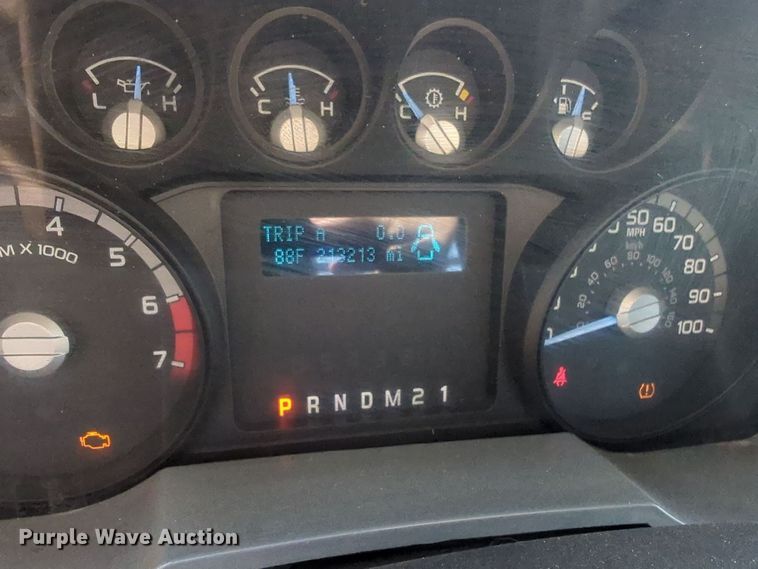 L H
C H
C H
TRIP A 0.0
88F 213213 mi
4
5
6
7
M X 1000
50
60
70
80
90
100
MPH
km/h
P R N D M 2 1
Purple Wave Auction